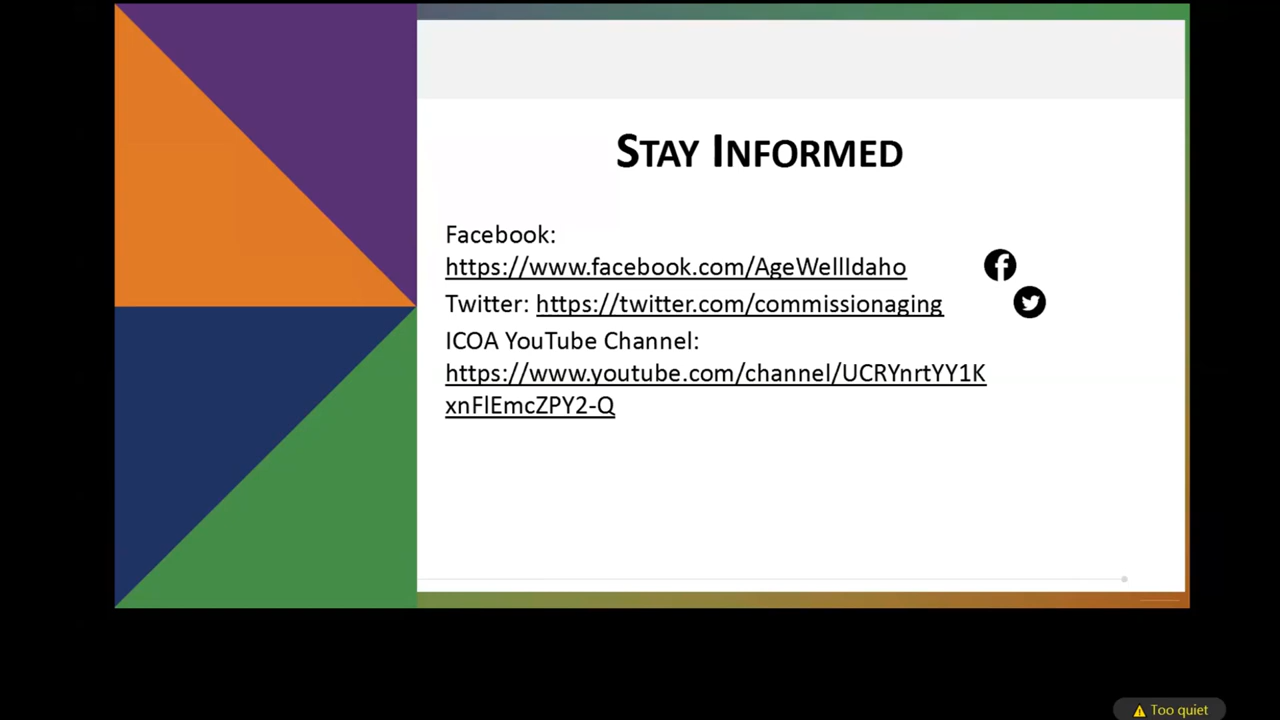 STAY INFORMED
Facebook:
https://www.facebook.com/AgeWellIdaho
Twitter: https://twitter.com/commissionaging
ICOA YouTube Channel:
https://www.youtube.com/channel/UCRYnrtYY1K
xnFlEmcZPY2-Q
Too quiet